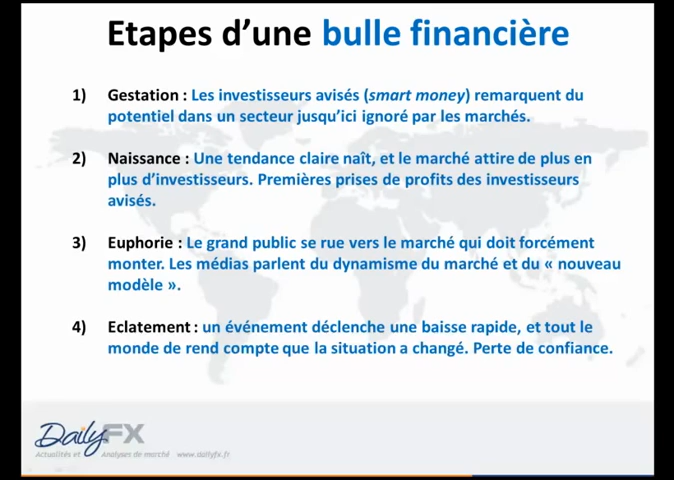 Etapes d'une bulle financière
1) Gestation : Les investisseurs avisés (smart money) remarquent du
potentiel dans un secteur jusqu'ici ignoré par les marchés.
2) Naissance : Une tendance claire naît, et le marché attire de plus en
plus d'investisseurs. Premières prises de profits des investisseurs
avisés.
3) Euphorie : Le grand public se rue vers le marché qui doit forcément
monter. Les médias parlent du dynamisme du marché et du « nouveau
modèle ».
4) Eclatement : un événement déclenche une baisse rapide, et tout le
monde de rend compte que la situation a changé. Perte de confiance.
DailyFX
Actualités et Analyses de marché www.dailyfx.fr